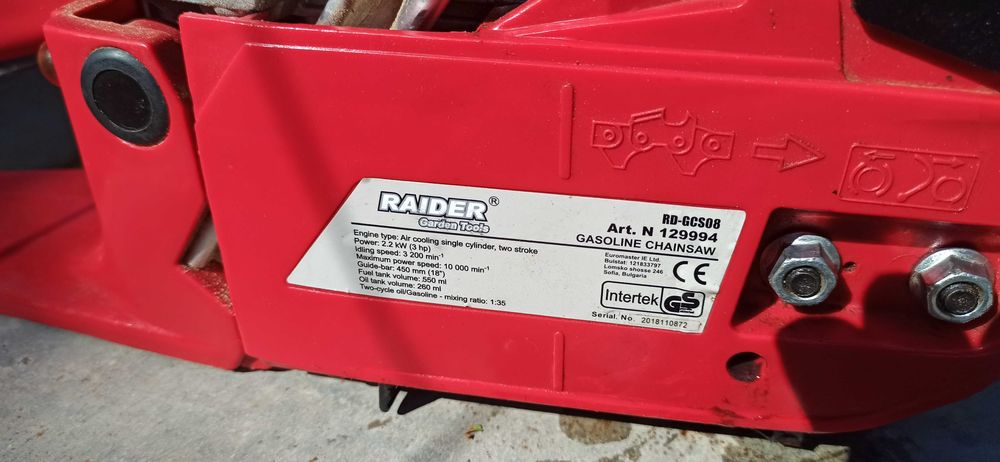 RAIDER®
Garden Tools
Engine type: Air cooling single cylinder, two stroke
Power: 2.2 kW (3 hp)
Idling speed: 3 200 min⁻¹
Maximum power speed: 10 000 min⁻¹
Guide-bar: 450 mm (18")
Fuel tank volume: 550 ml
Oil tank volume: 260 ml
Two-cycle oil/Gasoline - mixing ratio: 1:35
RD-GCS08
Art. N 129994
GASOLINE CHAINSAW
Euromaster IE Ltd.
Bulstat: 121833797
Lomsko shosse 246
Sofia, Bulgaria
CE
Intertek GS
Serial. No. 2018110872